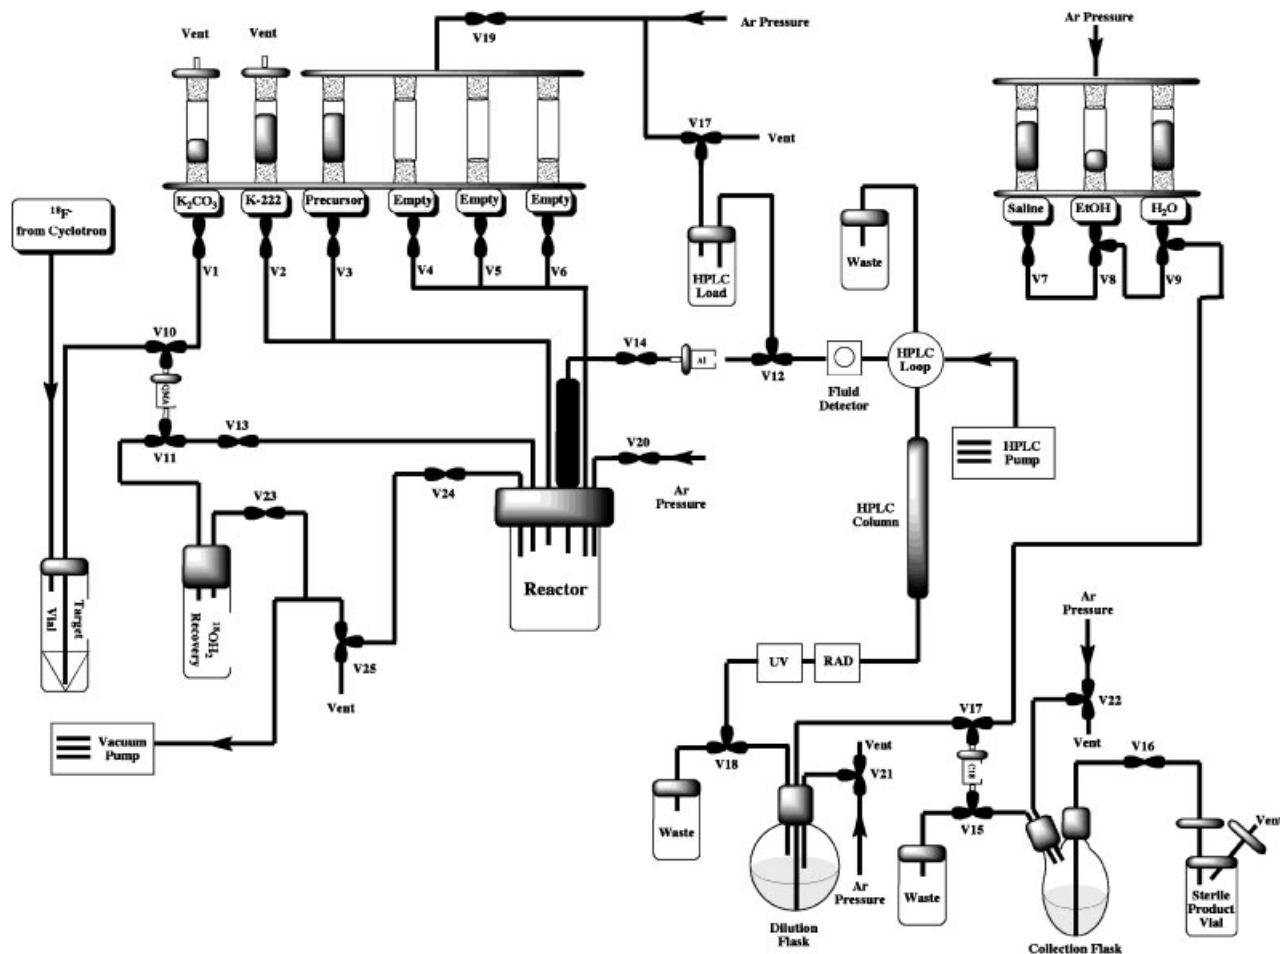 Ar Pressure
Ar Pressure
Vent
Vent
V19
V17
Vent
K₂CO₃
K-222
Precursor
Empty
Empty
Empty
Saline
EtOH
H₂O
¹⁸F⁻
from Cyclotron
V1
V2
V3
V4
V5
V6
HPLC
Load
Waste
V7
V8
V9
V10
V14
Al
V12
HPLC
Loop
Fluid
Detector
QMA
V11
V13
V20
Ar
Pressure
HPLC
Pump
V24
V23
HPLC
Column
Reactor
Target
Vial
¹⁸OH₂
Recovery
V25
Vent
UV
RAD
Ar
Pressure
V22
Vent
Vacuum
Pump
V17
V18
Vent
V21
C18
V16
Waste
V15
Vent
Ar
Pressure
Waste
Sterile
Product
Vial
Dilution
Flask
Collection Flask